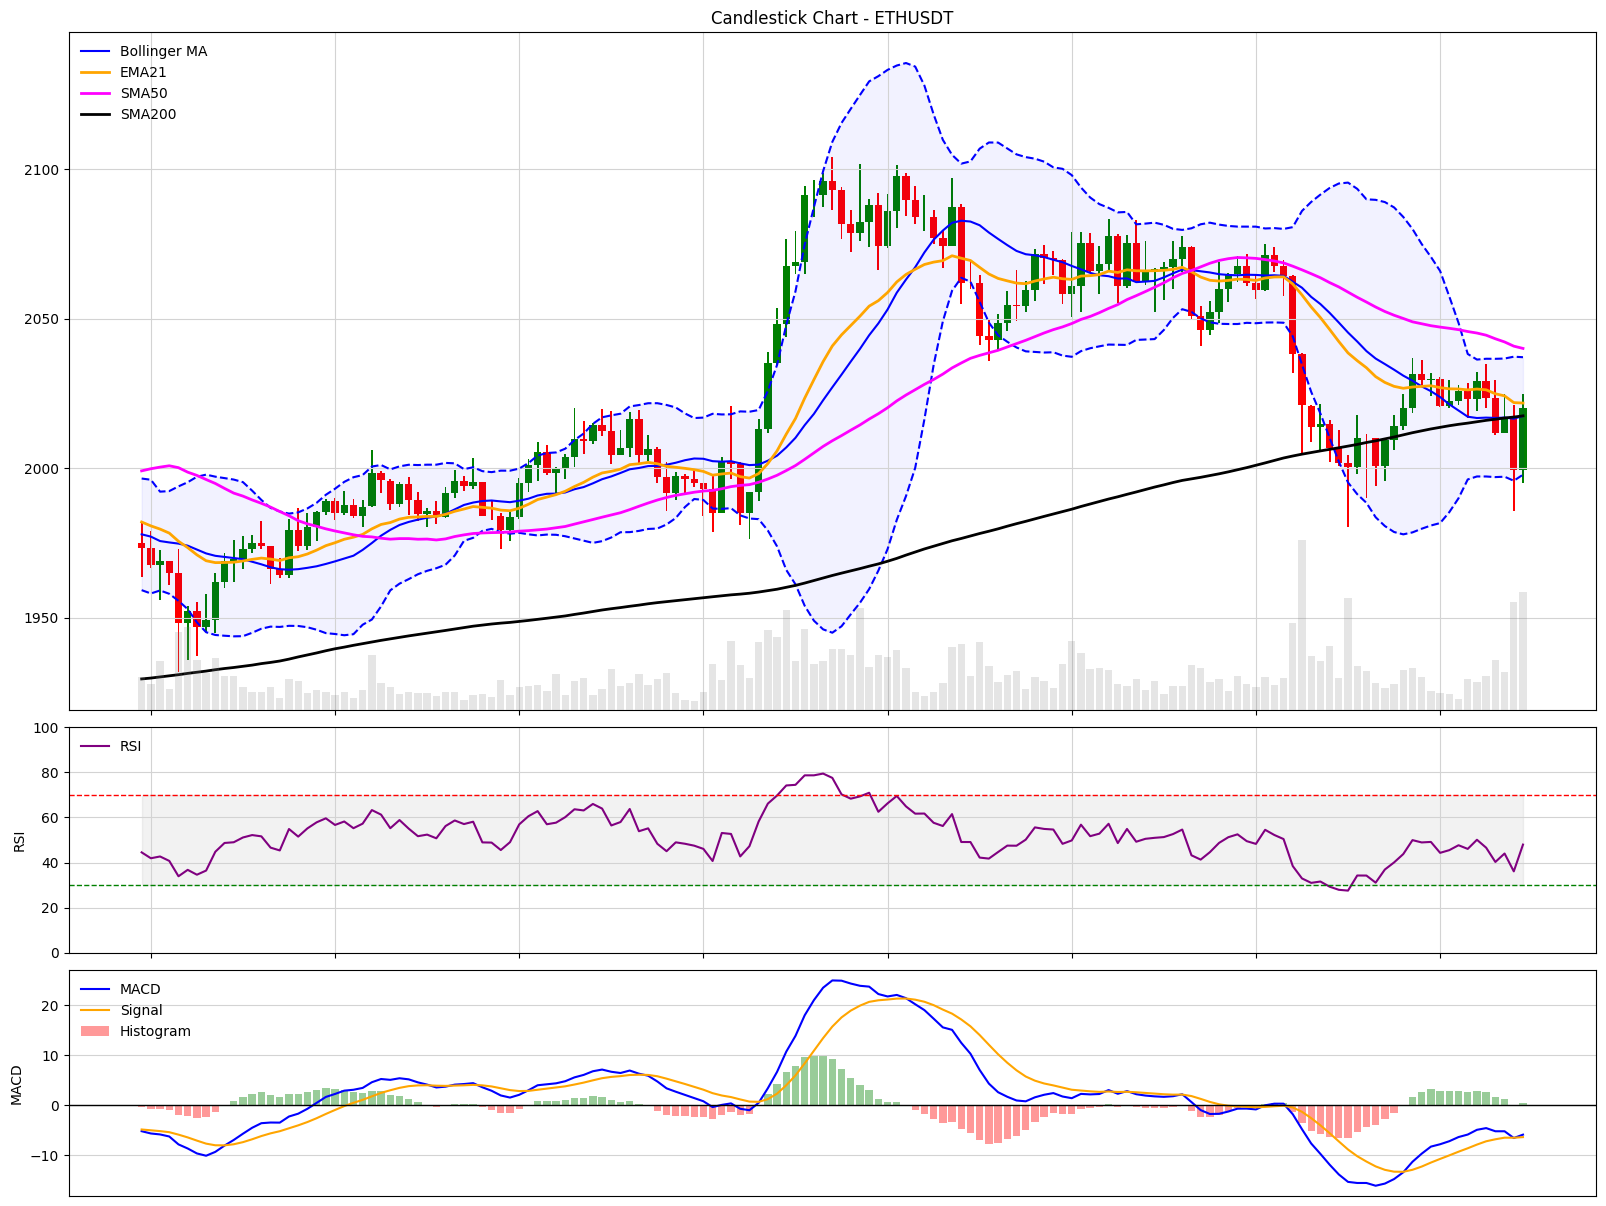 Candlestick Chart - ETHUSDT
Bollinger MA
EMA21
SMA50
SMA200
2100
2050
2000
1950
100
80
60
40
20
0
RSI
RSI
20
10
0
−10
MACD
MACD
Signal
Histogram